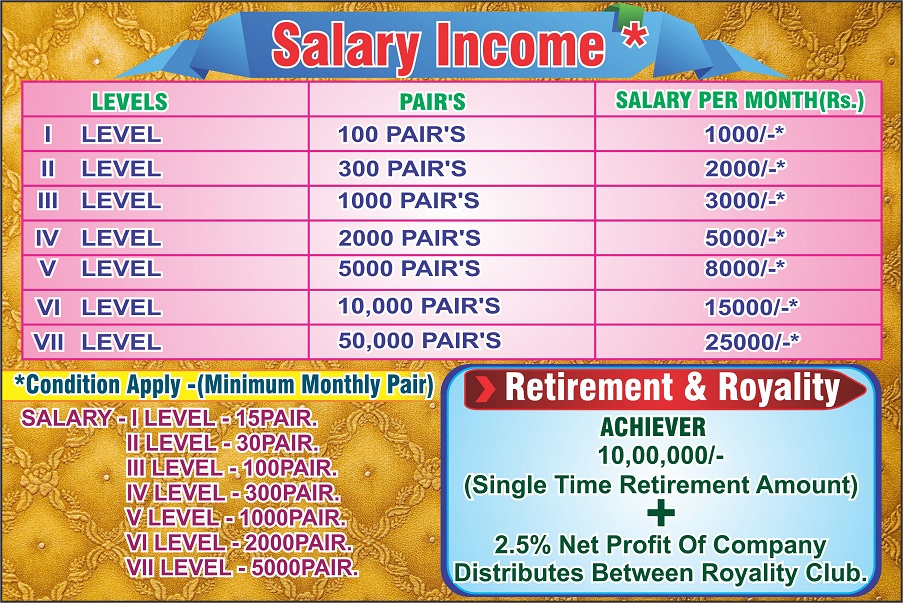 Salary Income *
LEVELS PAIR'S SALARY PER MONTH(Rs.)
I LEVEL 100 PAIR'S 1000/-*
II LEVEL 300 PAIR'S 2000/-*
III LEVEL 1000 PAIR'S 3000/-*
IV LEVEL 2000 PAIR'S 5000/-*
V LEVEL 5000 PAIR'S 8000/-*
VI LEVEL 10,000 PAIR'S 15000/-*
VII LEVEL 50,000 PAIR'S 25000/-*
*Condition Apply -(Minimum Monthly Pair)
SALARY - I LEVEL - 15PAIR.
II LEVEL - 30PAIR.
III LEVEL - 100PAIR.
IV LEVEL - 300PAIR.
V LEVEL - 1000PAIR.
VI LEVEL - 2000PAIR.
VII LEVEL - 5000PAIR.
Retirement & Royality
ACHIEVER
10,00,000/-
(Single Time Retirement Amount)
+
2.5% Net Profit Of Company
Distributes Between Royality Club.